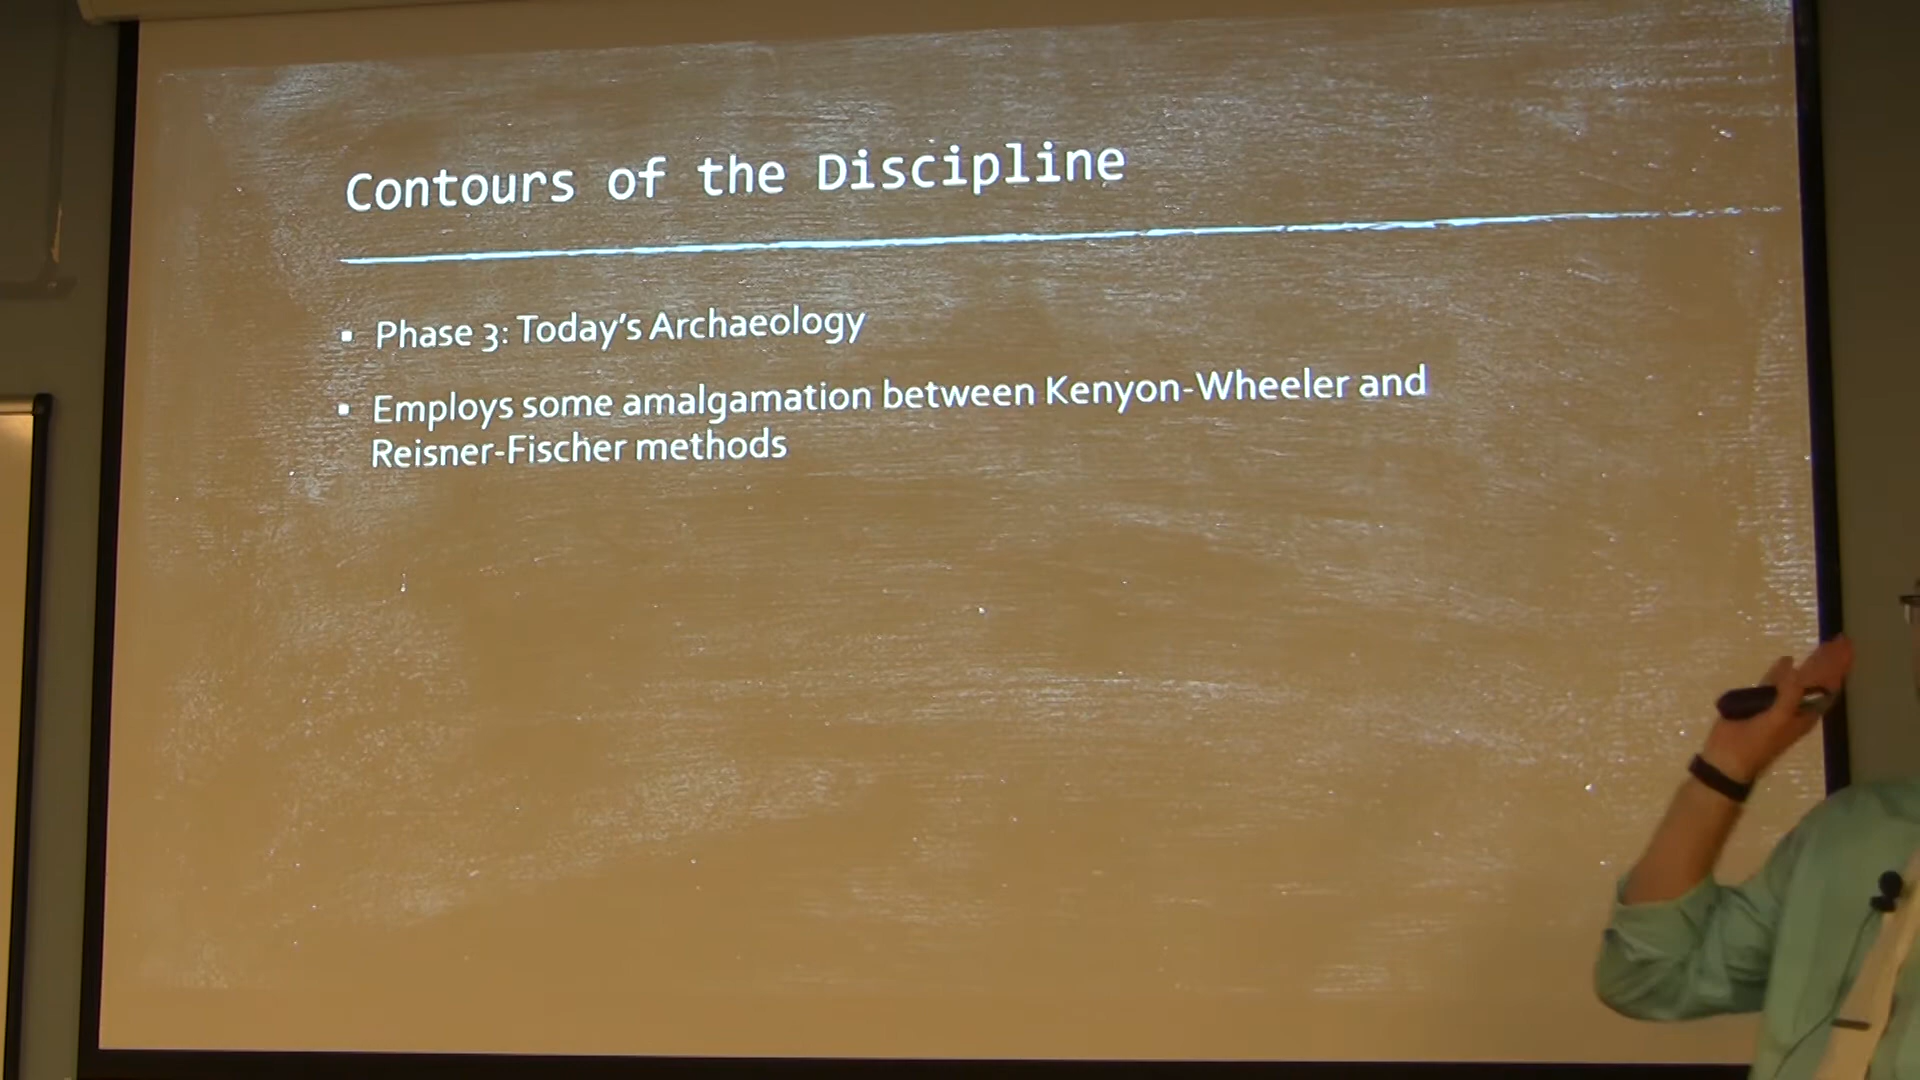 Contours of the Discipline
▪ Phase 3: Today's Archaeology
▪ Employs some amalgamation between Kenyon-Wheeler and
Reisner-Fischer methods